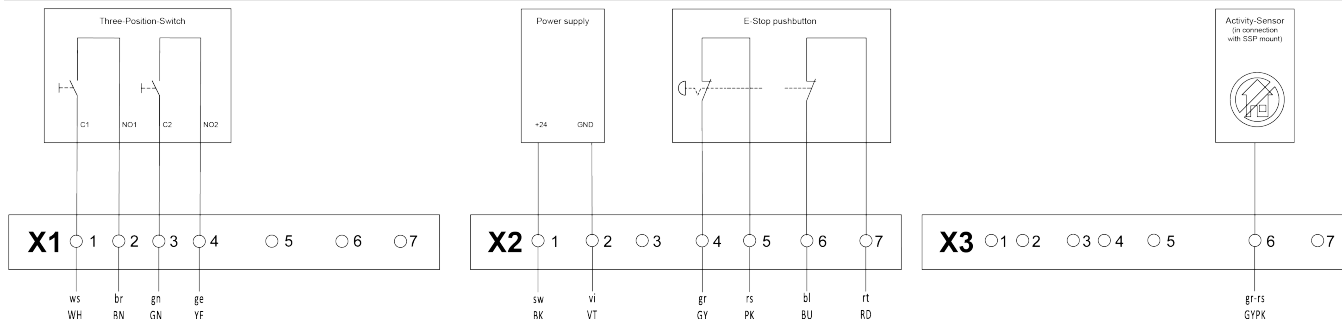 Three-Position-Switch
C1 NO1 C2 NO2
Power supply
+24 GND
E-Stop pushbutton
Activity-Sensor
(in connection
with SSP mount)
X1 1 2 3 4 5 6 7
X2 1 2 3 4 5 6 7
X3 1 2 3 4 5 6 7
ws br gn ge
WH BN GN YE
sw vi gr rs bl rt
BK VT GY PK BU RD
gr-rs
GYPK